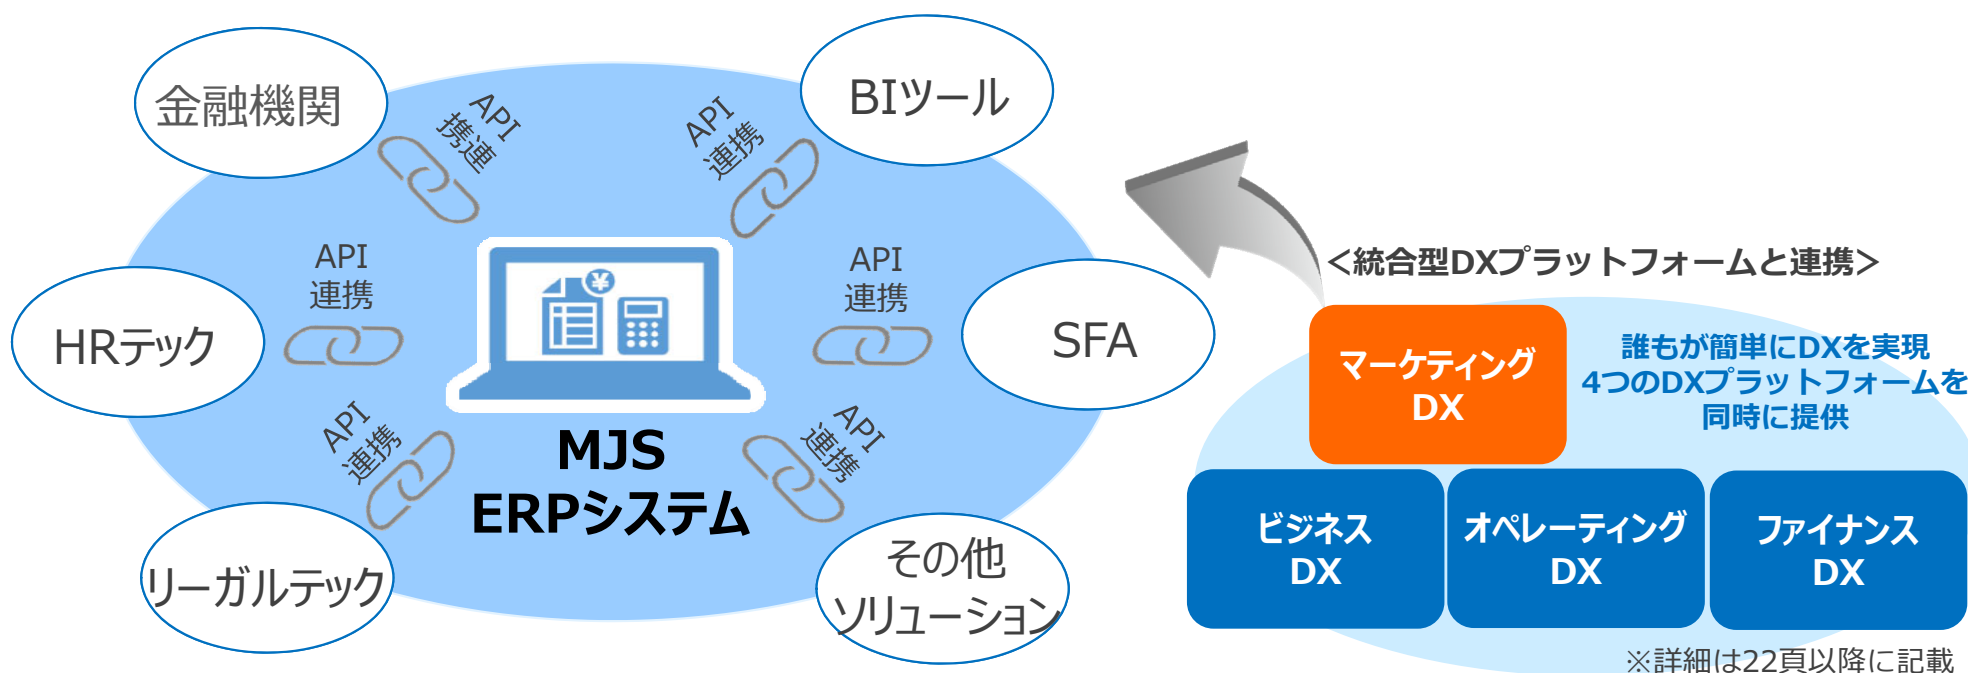 金融機関
API
携連
API
連携
BIツール
API
連携
HRテック
API
連携
SFA
¥
API
連携
リーガルテック
API
連携
その他
ソリューション
MJS
ERPシステム
<統合型DXプラットフォームと連携>
マーケティング
DX
誰もが簡単にDXを実現
4つのDXプラットフォームを
同時に提供
ビジネス
DX
オペレーティング
DX
ファイナンス
DX
※詳細は22頁以降に記載